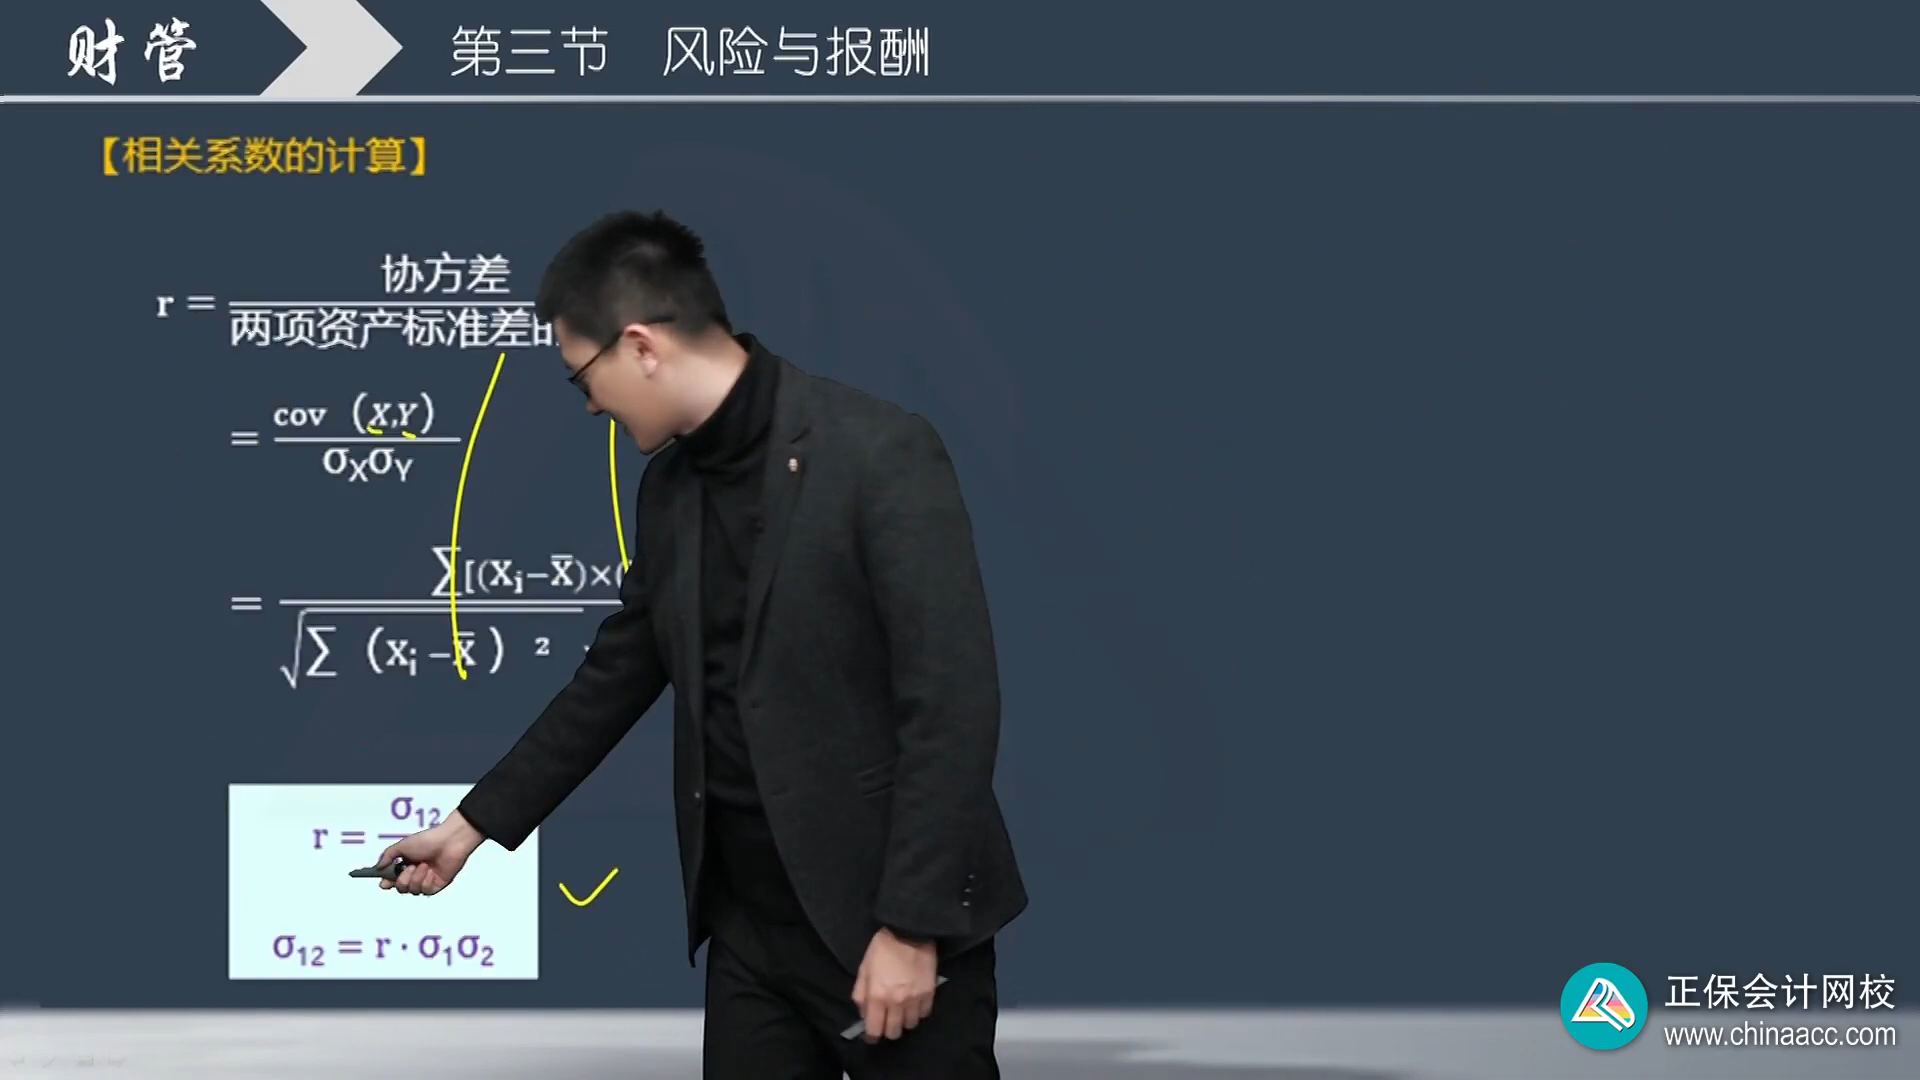 财管
第三节 风险与报酬
【相关系数的计算】
r = 协方差
两项资产标准差的
= cov (X,Y)
σXσY
= ∑[(Xi−X̅)×(
√∑ (Xi −X̅) ²
r = σ12
σ12 = r · σ1σ2
正保会计网校
www.chinaacc.com